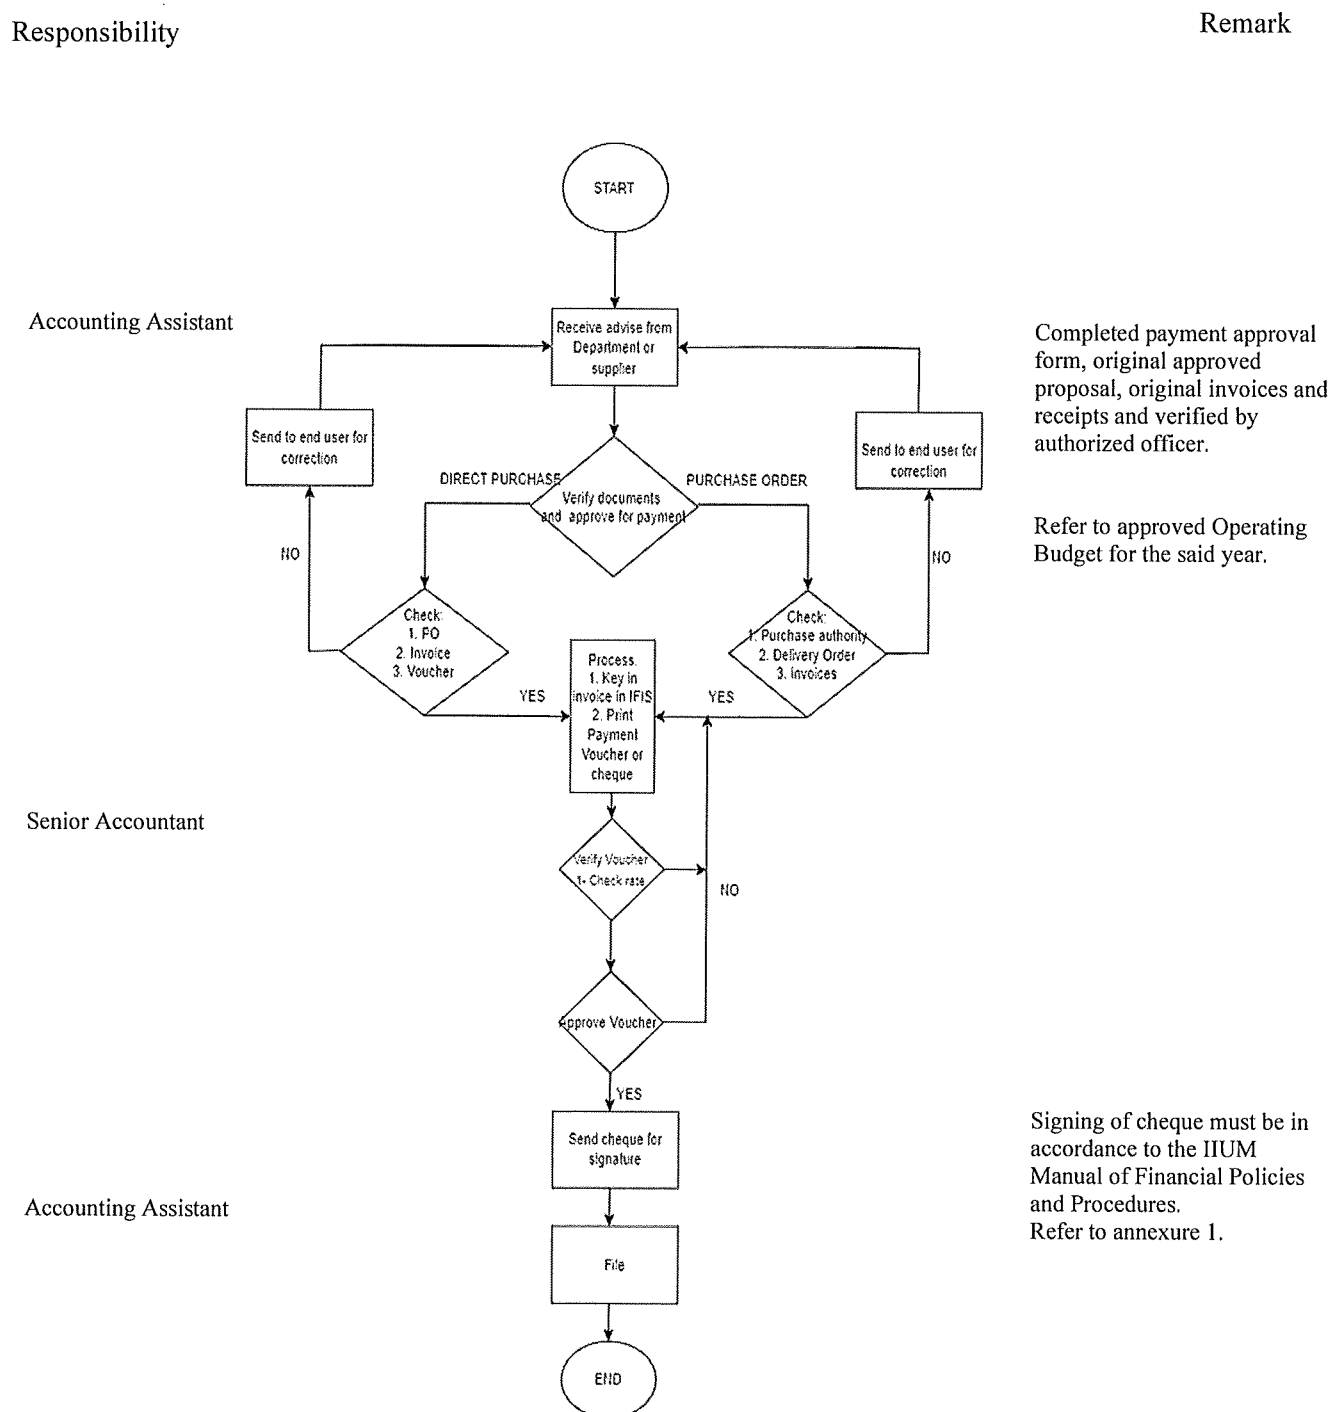 Responsibility
Remark
START
Accounting Assistant
Receive advise from
Department or
supplier
Completed payment approval
form, original approved
proposal, original invoices and
receipts and verified by
authorized officer.
Send to end user for
correction
Send to end user for
correction
DIRECT PURCHASE
PURCHASE ORDER
Verify documents
and approve for payment
Refer to approved Operating
Budget for the said year.
NO
NO
Check:
1. PO
2. Invoice
3. Voucher
Check:
1. Purchase authority
2. Delivery Order
3. Invoices
Process.
1. Key in
invoice in IFIS
2. Print
Payment
Voucher or
cheque
YES
YES
Senior Accountant
Verify Voucher
1- Check rate
NO
Approve Voucher
YES
Send cheque for
signature
Signing of cheque must be in
accordance to the IIUM
Manual of Financial Policies
and Procedures.
Refer to annexure 1.
Accounting Assistant
File
END